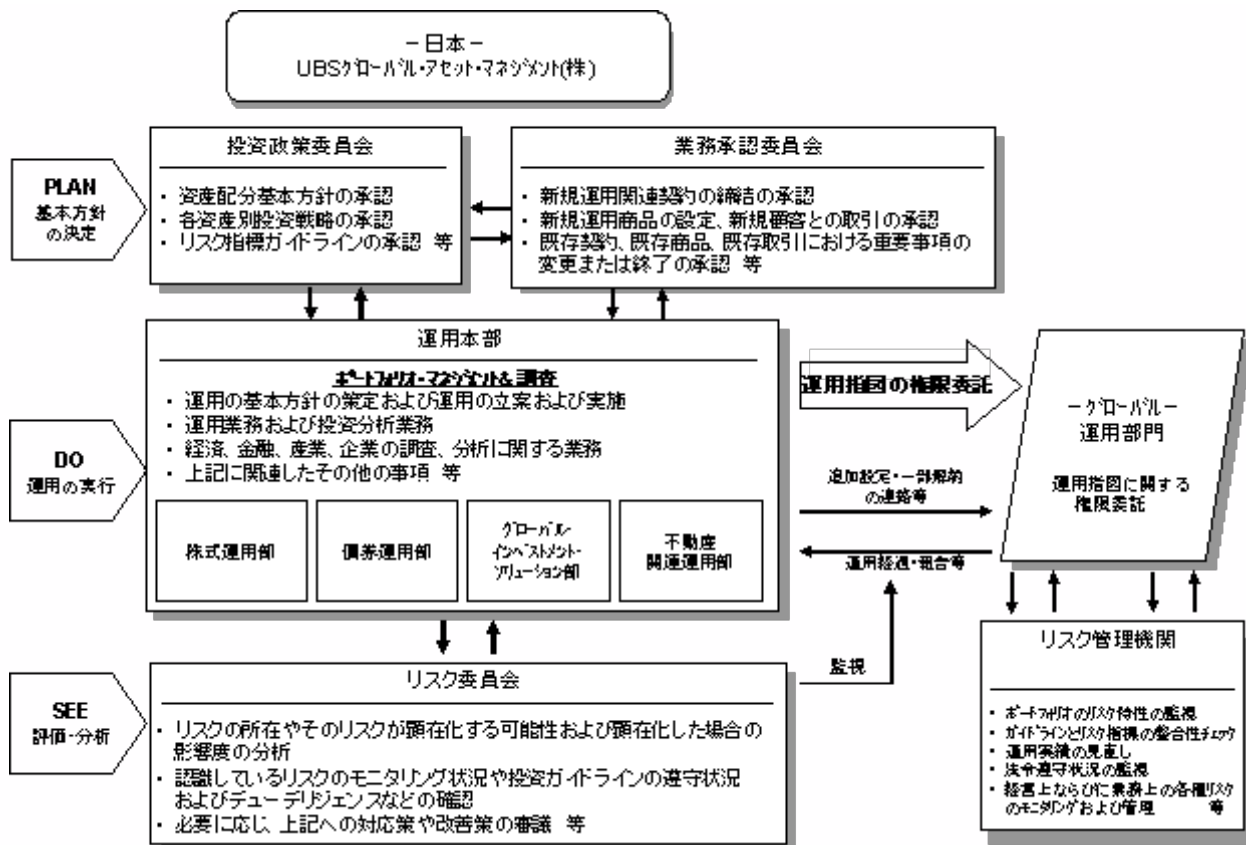 －日本－
UBSｸﾞﾛｰﾊﾞﾙ･ｱｾｯﾄ･ﾏﾈｼﾞﾒﾝﾄ(株)
PLAN
基本方針
の決定
投資政策委員会
・ 資産配分基本方針の承認
・ 各資産別投資戦略の承認
・ リスク指標ガイドラインの承認 等
業務承認委員会
・ 新規運用関連契約の締結の承認
・ 新規運用商品の設定、新規顧客との取引の承認
・ 既存契約、既存商品、既存取引における重要事項の
変更または終了の承認 等
DO
運用の実行
運用本部
ﾎﾟｰﾄﾌｫﾘｵ･ﾏﾈｼﾞﾒﾝﾄ&調査
・ 運用の基本方針の策定および運用の立案および実施
・ 運用業務および投資分析業務
・ 経済、金融、産業、企業の調査、分析に関する業務
・ 上記に関連したその他の事項 等
株式運用部
債券運用部
ｸﾞﾛｰﾊﾞﾙ･
ｲﾝﾍﾞｽﾄﾒﾝﾄ･
ｿﾘｭｰｼｮﾝ部
不動産
関連運用部
運用指図の権限委託
追加設定・一部解約
の連絡等
運用経過・報告等
監視
－ｸﾞﾛｰﾊﾞﾙ－
運用部門
運用指図に関する
権限委託
SEE
評価・分析
リスク委員会
・ リスクの所在やそのリスクが顕在化する可能性および顕在化した場合の
影響度の分析
・ 認識しているリスクのモニタリング状況や投資ガイドラインの遵守状況
およびデューデリジェンスなどの確認
・ 必要に応じ、上記への対応策や改善策の審議 等
リスク管理機関
・ ﾎﾟｰﾄﾌｫﾘｵのﾘｽｸ特性の監視
・ ｶﾞｲﾄﾞﾗｲﾝとﾘｽｸ指標の整合性ﾁｪｯｸ
・ 運用実績の見直し
・ 法令遵守状況の監視
・ 経営上ならびに業務上の各種ﾘｽｸ
のﾓﾆﾀﾘﾝｸﾞおよび管理 等